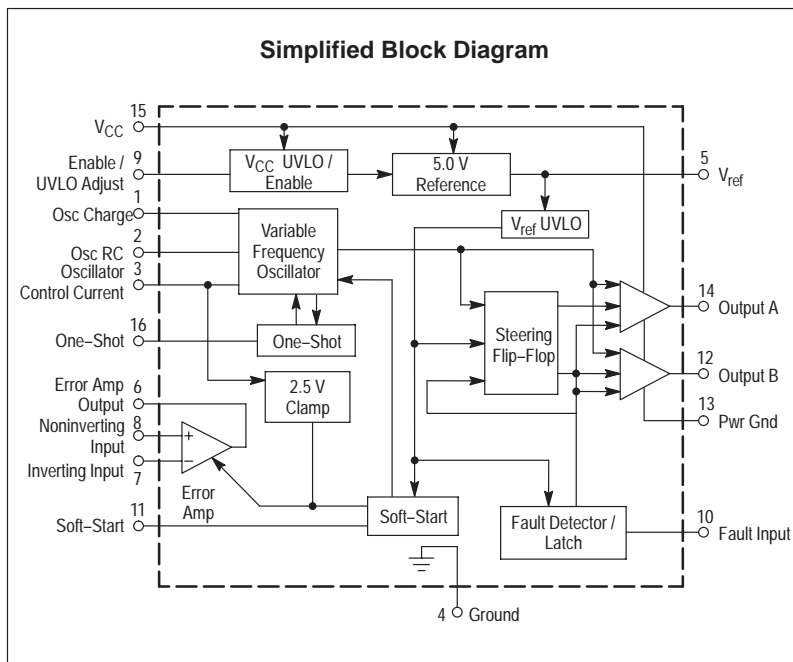 Simplified Block Diagram
15
VCC
9
Enable /
UVLO Adjust
1
Osc Charge
2
Osc RC
3
Oscillator
Control Current
16
One–Shot
6
Error Amp
Output
8
Noninverting
Input
7
Inverting Input
11
Soft–Start
VCC UVLO /
Enable
5.0 V
Reference
Vref UVLO
Variable
Frequency
Oscillator
One–Shot
2.5 V
Clamp
Steering
Flip–Flop
+
–
Error
Amp
Soft–Start
Fault Detector /
Latch
5
Vref
14
Output A
12
Output B
13
Pwr Gnd
10
Fault Input
4
Ground